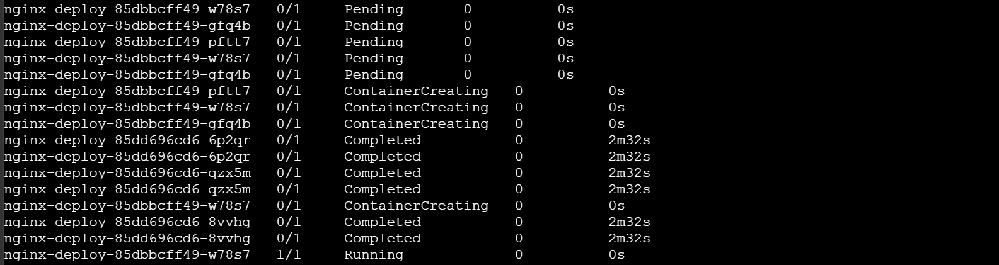 nginx-deploy-85dbbcff49-w78s7   0/1     Pending       0          0s
nginx-deploy-85dbbcff49-gfq4b   0/1     Pending       0          0s
nginx-deploy-85dbbcff49-pftt7   0/1     Pending       0          0s
nginx-deploy-85dbbcff49-w78s7   0/1     Pending       0          0s
nginx-deploy-85dbbcff49-gfq4b   0/1     Pending       0          0s
nginx-deploy-85dbbcff49-pftt7   0/1     ContainerCreating   0          0s
nginx-deploy-85dbbcff49-w78s7   0/1     ContainerCreating   0          0s
nginx-deploy-85dbbcff49-gfq4b   0/1     ContainerCreating   0          0s
nginx-deploy-85dd696cd6-6p2qr   0/1     Completed           0          2m32s
nginx-deploy-85dd696cd6-6p2qr   0/1     Completed           0          2m32s
nginx-deploy-85dd696cd6-qzx5m   0/1     Completed           0          2m32s
nginx-deploy-85dd696cd6-qzx5m   0/1     Completed           0          2m32s
nginx-deploy-85dbbcff49-w78s7   0/1     ContainerCreating   0          0s
nginx-deploy-85dd696cd6-8vvhg   0/1     Completed           0          2m32s
nginx-deploy-85dd696cd6-8vvhg   0/1     Completed           0          2m32s
nginx-deploy-85dbbcff49-w78s7   1/1     Running             0          0s